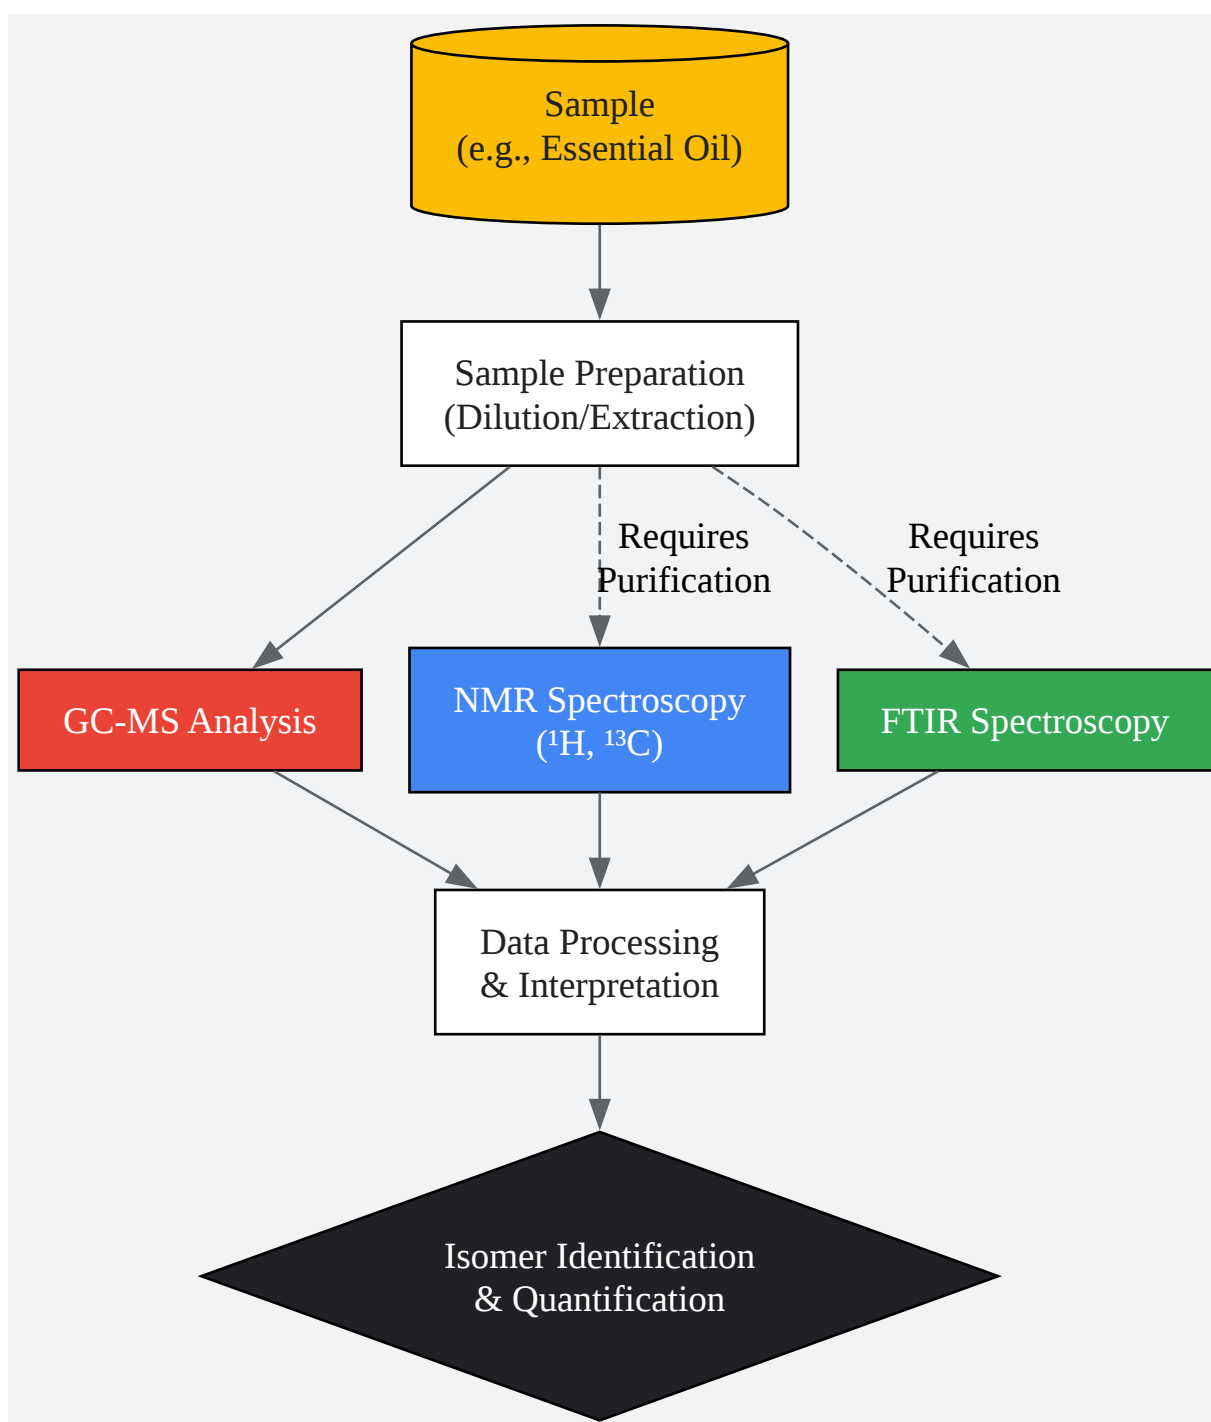 Sample
(e.g., Essential Oil)
Sample Preparation
(Dilution/Extraction)
Requires
Purification
Requires
Purification
GC-MS Analysis
NMR Spectroscopy
(¹H, ¹³C)
FTIR Spectroscopy
Data Processing
& Interpretation
Isomer Identification
& Quantification